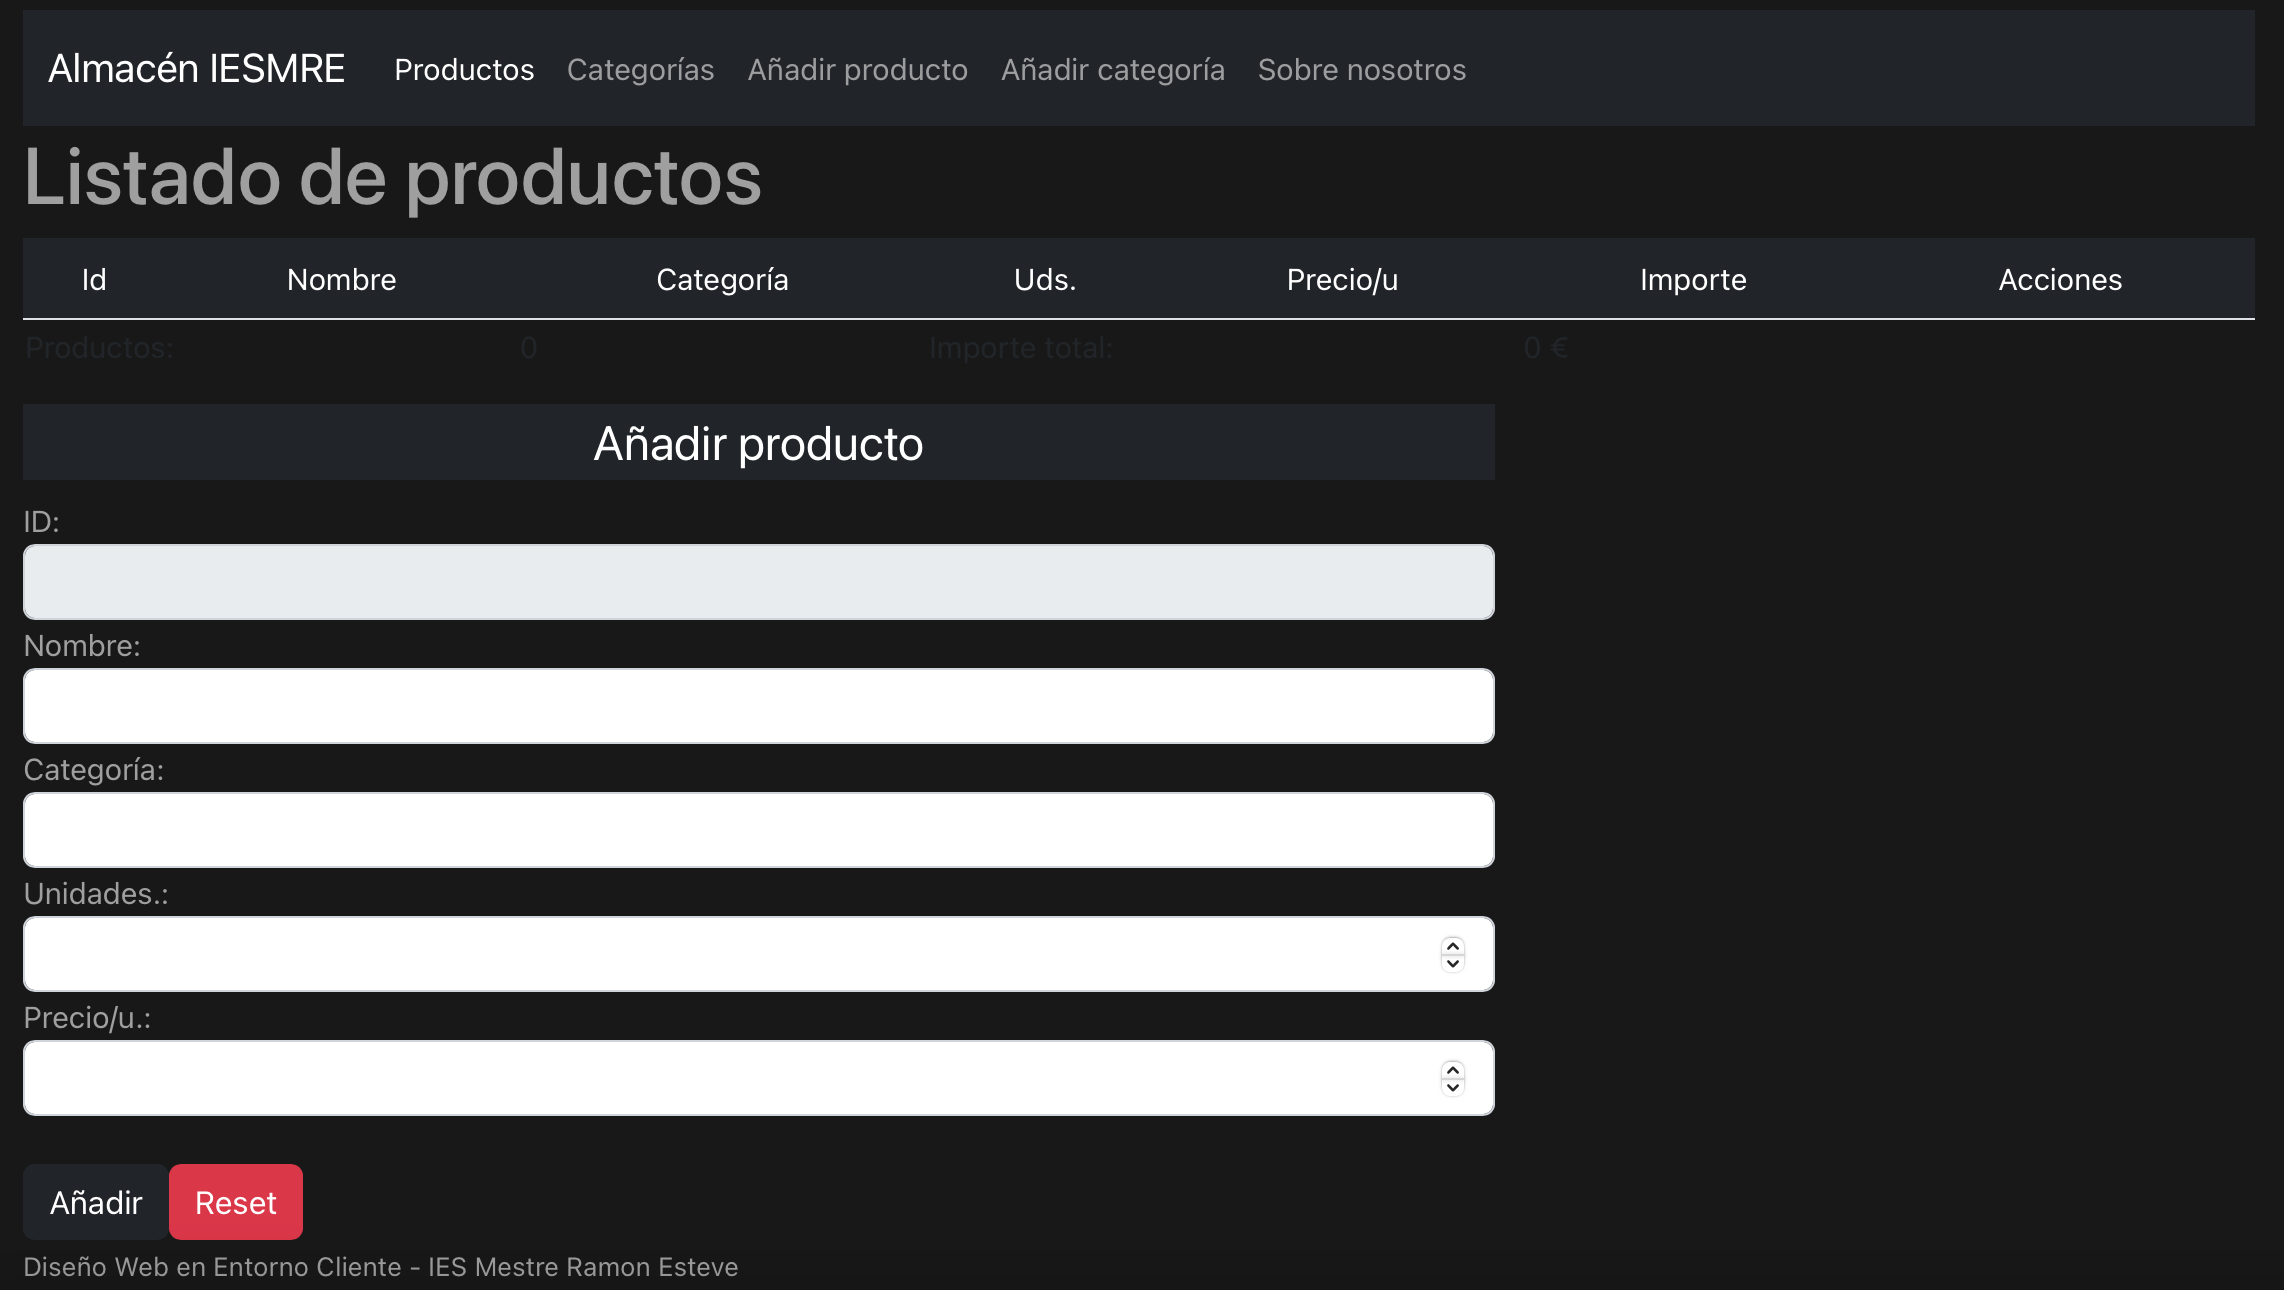 Almacén IESMRE Productos Categorías Añadir producto Añadir categoría Sobre nosotros
Listado de productos
Id Nombre Categoría Uds. Precio/u Importe Acciones
Productos: 0 Importe total: 0 €
Añadir producto
ID:
Nombre:
Categoría:
Unidades.:
Precio/u.:
Añadir Reset
Diseño Web en Entorno Cliente - IES Mestre Ramon Esteve